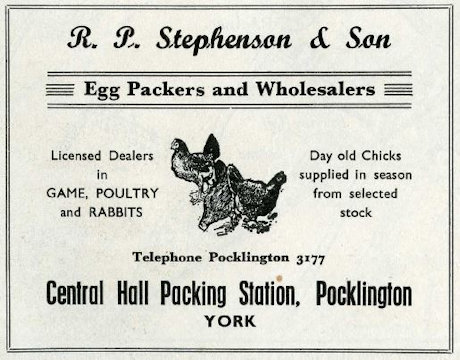 R. P. Stephenson & Son
Egg Packers and Wholesalers
Licensed Dealers
in
GAME, POULTRY
and RABBITS
Day old Chicks
supplied in season
from selected
stock
Telephone Pocklington 3177
Central Hall Packing Station, Pocklington
YORK